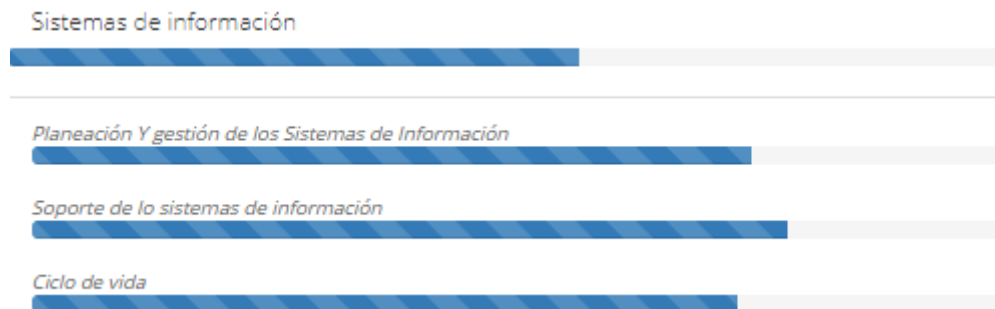 Sistemas de información
Planeación Y gestión de los Sistemas de Información
Soporte de lo sistemas de información
Ciclo de vida